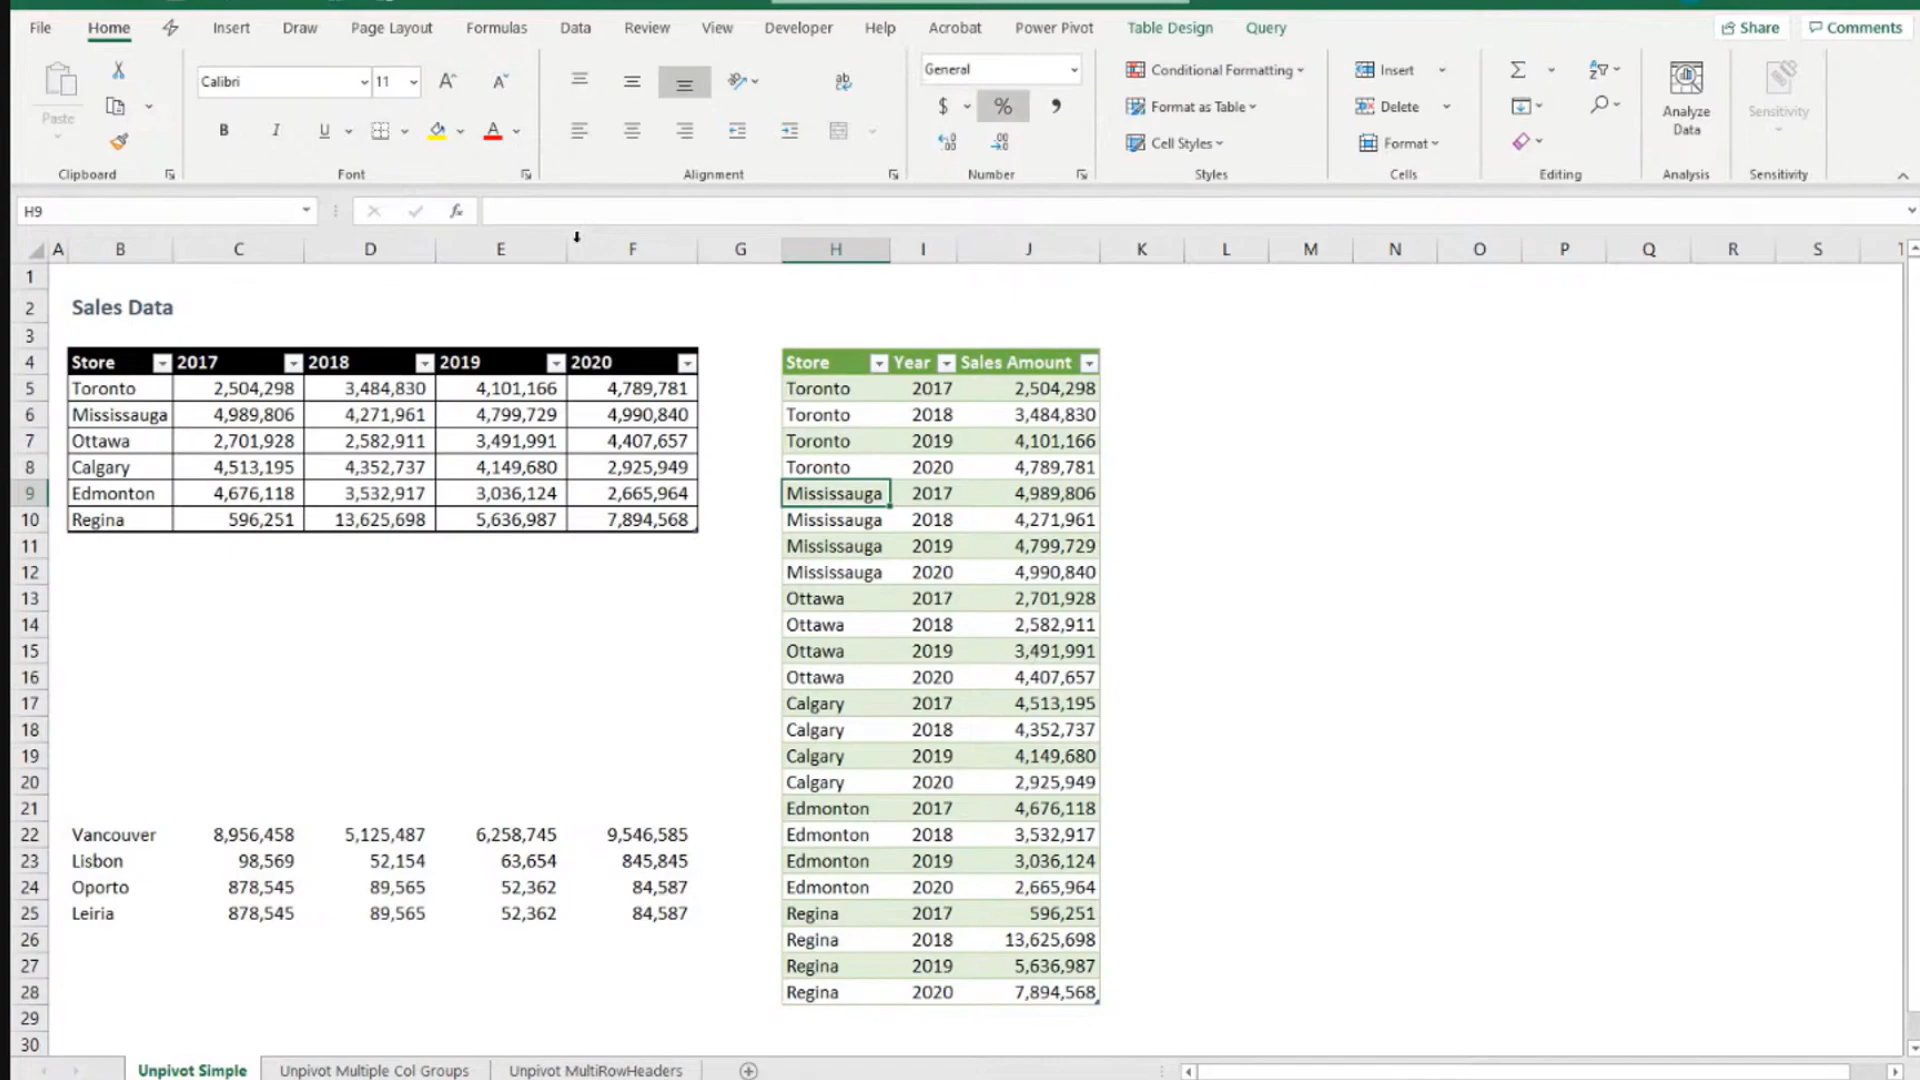 File Home Insert Draw Page Layout Formulas Data Review View Developer Help Acrobat Power Pivot Table Design Query Share Comments
Calibri 11 General Conditional Formatting Insert
Paste $ % Format as Table Delete Analyze Data Sensitivity
B I U A Cell Styles Format
Clipboard Font Alignment Number Styles Cells Editing Analysis Sensitivity
H9 fx
A B C D E F G H I J K L M N O P Q R S
1
2 Sales Data
3
4 Store 2017 2018 2019 2020 Store Year Sales Amount
5 Toronto 2,504,298 3,484,830 4,101,166 4,789,781 Toronto 2017 2,504,298
6 Mississauga 4,989,806 4,271,961 4,799,729 4,990,840 Toronto 2018 3,484,830
7 Ottawa 2,701,928 2,582,911 3,491,991 4,407,657 Toronto 2019 4,101,166
8 Calgary 4,513,195 4,352,737 4,149,680 2,925,949 Toronto 2020 4,789,781
9 Edmonton 4,676,118 3,532,917 3,036,124 2,665,964 Mississauga 2017 4,989,806
10 Regina 596,251 13,625,698 5,636,987 7,894,568 Mississauga 2018 4,271,961
11 Mississauga 2019 4,799,729
12 Mississauga 2020 4,990,840
13 Ottawa 2017 2,701,928
14 Ottawa 2018 2,582,911
15 Ottawa 2019 3,491,991
16 Ottawa 2020 4,407,657
17 Calgary 2017 4,513,195
18 Calgary 2018 4,352,737
19 Calgary 2019 4,149,680
20 Calgary 2020 2,925,949
21 Edmonton 2017 4,676,118
22 Vancouver 8,956,458 5,125,487 6,258,745 9,546,585 Edmonton 2018 3,532,917
23 Lisbon 98,569 52,154 63,654 845,845 Edmonton 2019 3,036,124
24 Oporto 878,545 89,565 52,362 84,587 Edmonton 2020 2,665,964
25 Leiria 878,545 89,565 52,362 84,587 Regina 2017 596,251
26 Regina 2018 13,625,698
27 Regina 2019 5,636,987
28 Regina 2020 7,894,568
29
30
Unpivot Simple Unpivot Multiple Col Groups Unpivot MultiRowHeaders